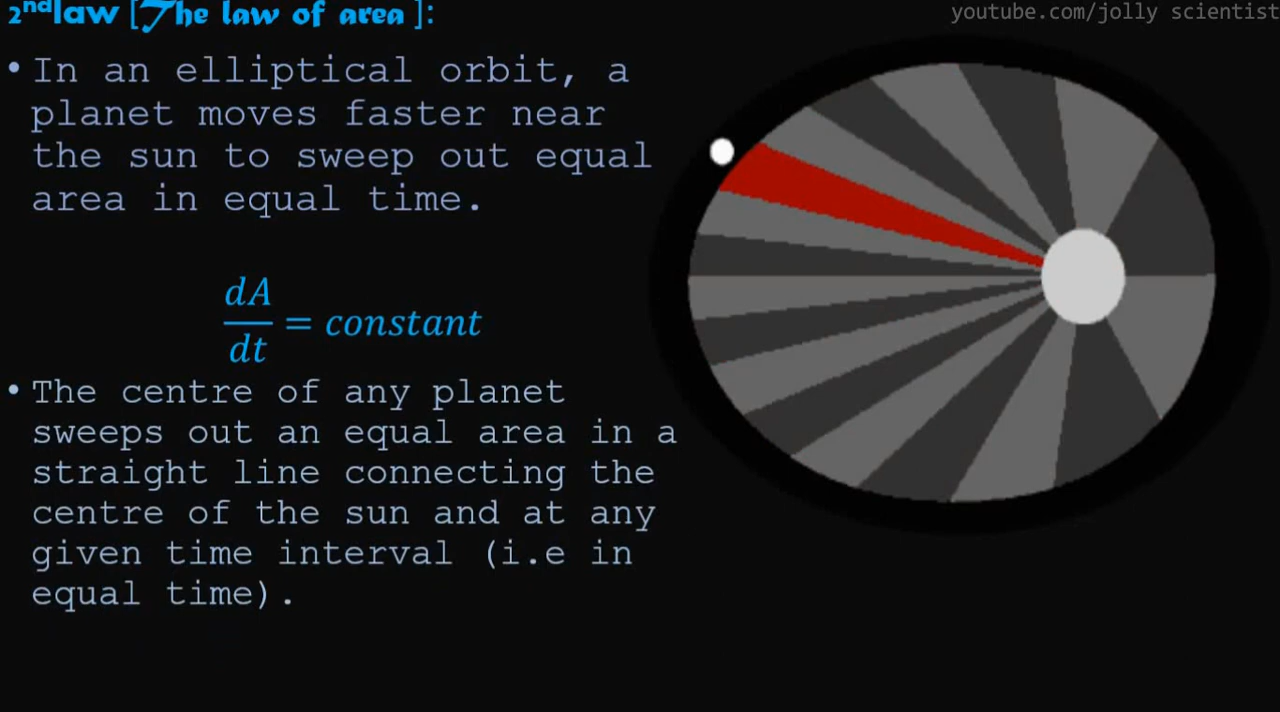 2ndlaw [The law of area ]:
youtube.com/jolly scientist
• In an elliptical orbit, a
planet moves faster near
the sun to sweep out equal
area in equal time.
dA
dt
= constant
• The centre of any planet
sweeps out an equal area in a
straight line connecting the
centre of the sun and at any
given time interval (i.e in
equal time).